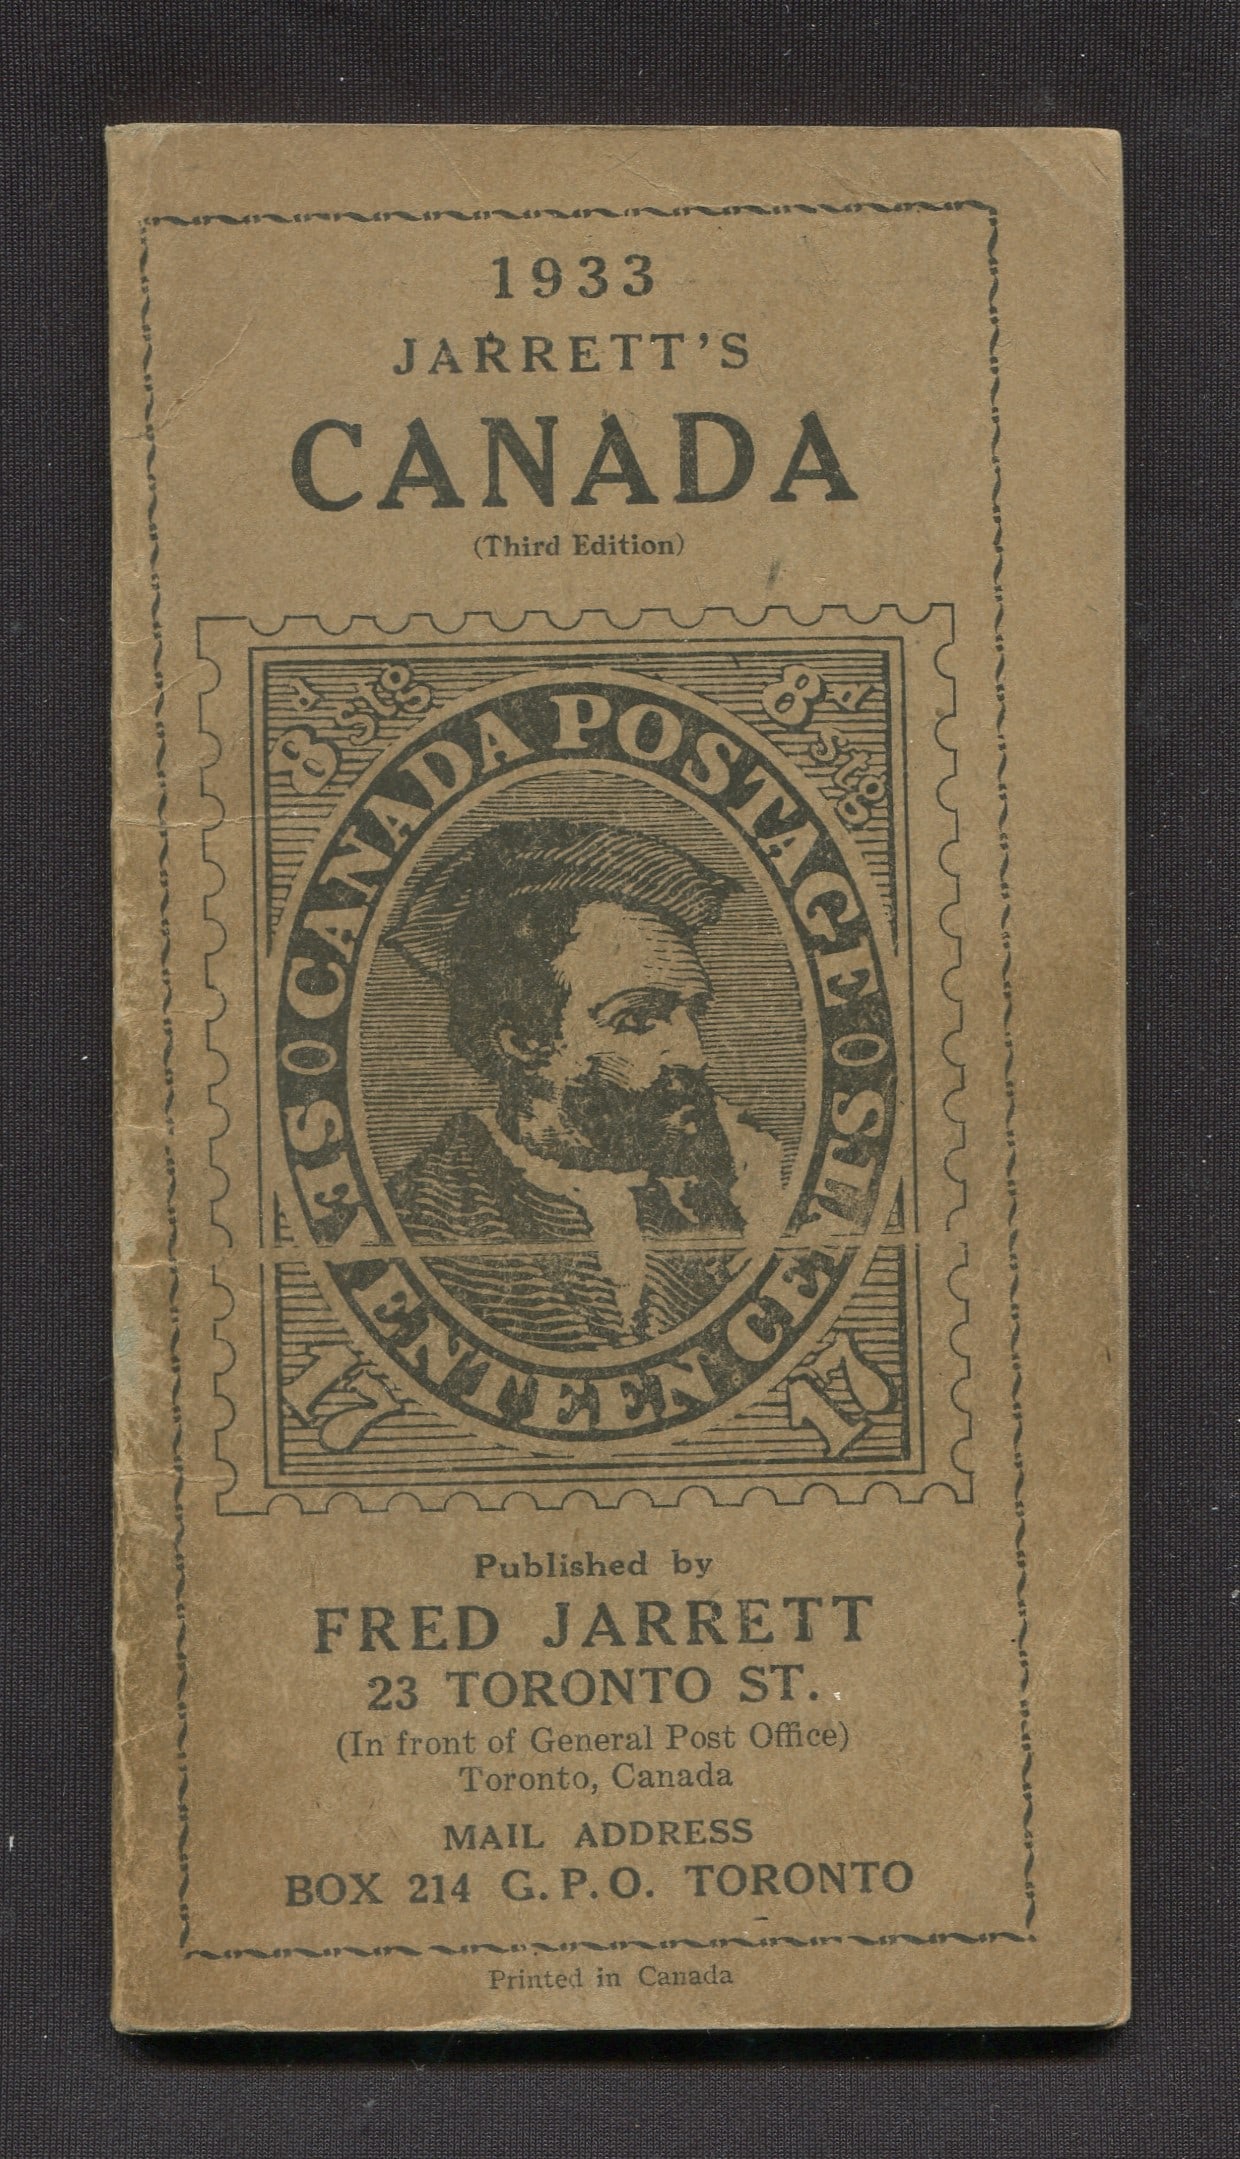 1933
JARRETT'S
CANADA
(Third Edition)
8d stg
8d stg
CANADA POSTAGE
SEVENTEEN CENTS
17
17
Published by
FRED JARRETT
23 TORONTO ST.
(In front of General Post Office)
Toronto, Canada
MAIL ADDRESS
BOX 214 G. P. O. TORONTO
Printed in Canada